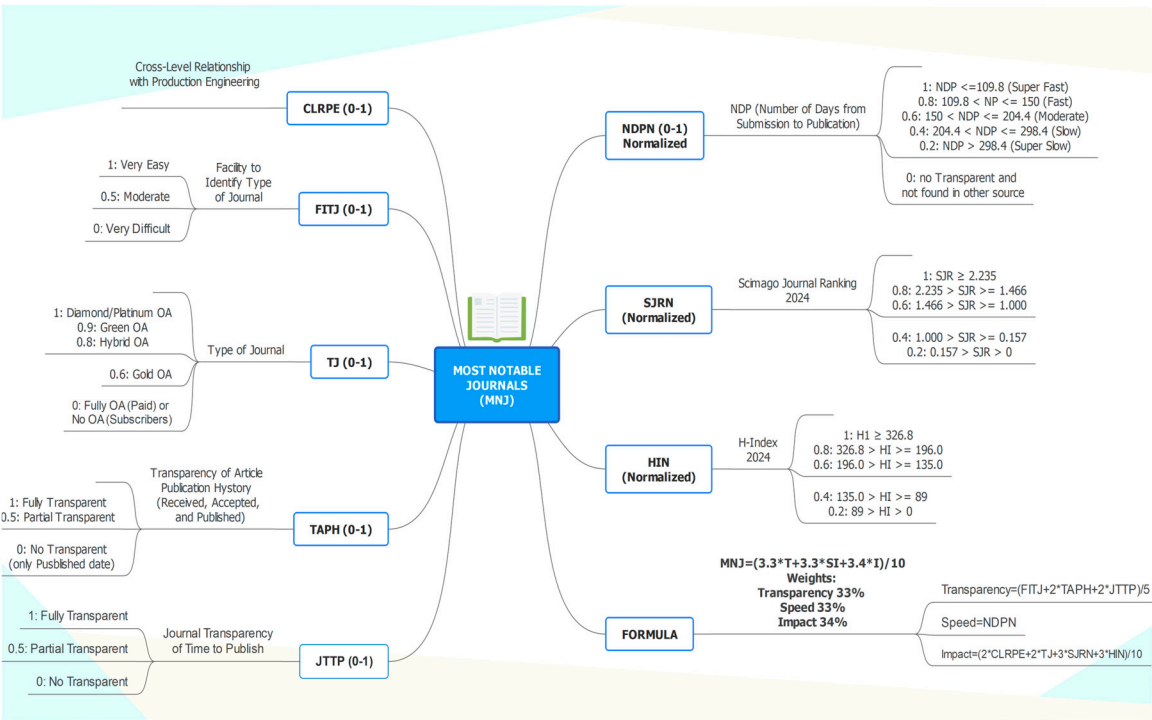 Cross-Level Relationship
with Production Engineering
CLRPE (0-1)
1: Very Easy
0.5: Moderate
0: Very Difficult
Facility to
Identify Type
of Journal
FITJ (0-1)
1: Diamond/Platinum OA
0.9: Green OA
0.8: Hybrid OA
0.6: Gold OA
0: Fully OA (Paid) or
No OA (Subscribers)
Type of Journal
TJ (0-1)
1: Fully Transparent
0.5: Partial Transparent
0: No Transparent
(only Pusblished date)
Transparency of Article
Publication Hystory
(Received, Accepted,
and Published)
TAPH (0-1)
1: Fully Transparent
0.5: Partial Transparent
0: No Transparent
Journal Transparency
of Time to Publish
JTTP (0-1)
MOST NOTABLE
JOURNALS
(MNJ)
NDPN (0-1)
Normalized
NDP (Number of Days from
Submission to Publication)
1: NDP <=109.8 (Super Fast)
0.8: 109.8 < NP <= 150 (Fast)
0.6: 150 < NDP <= 204.4 (Moderate)
0.4: 204.4 < NDP <= 298.4 (Slow)
0.2: NDP > 298.4 (Super Slow)
0: no Transparent and
not found in other source
SJRN
(Normalized)
Scimago Journal Ranking
2024
1: SJR ≥ 2.235
0.8: 2.235 > SJR >= 1.466
0.6: 1.466 > SJR >= 1.000
0.4: 1.000 > SJR >= 0.157
0.2: 0.157 > SJR > 0
HIN
(Normalized)
H-Index
2024
1: H1 ≥ 326.8
0.8: 326.8 > HI >= 196.0
0.6: 196.0 > HI >= 135.0
0.4: 135.0 > HI >= 89
0.2: 89 > HI > 0
FORMULA
MNJ=(3.3*T+3.3*SI+3.4*I)/10
Weights:
Transparency 33%
Speed 33%
Impact 34%
Transparency=(FITJ+2*TAPH+2*JTTP)/5
Speed=NDPN
Impact=(2*CLRPE+2*TJ+3*SJRN+3*HIN)/10